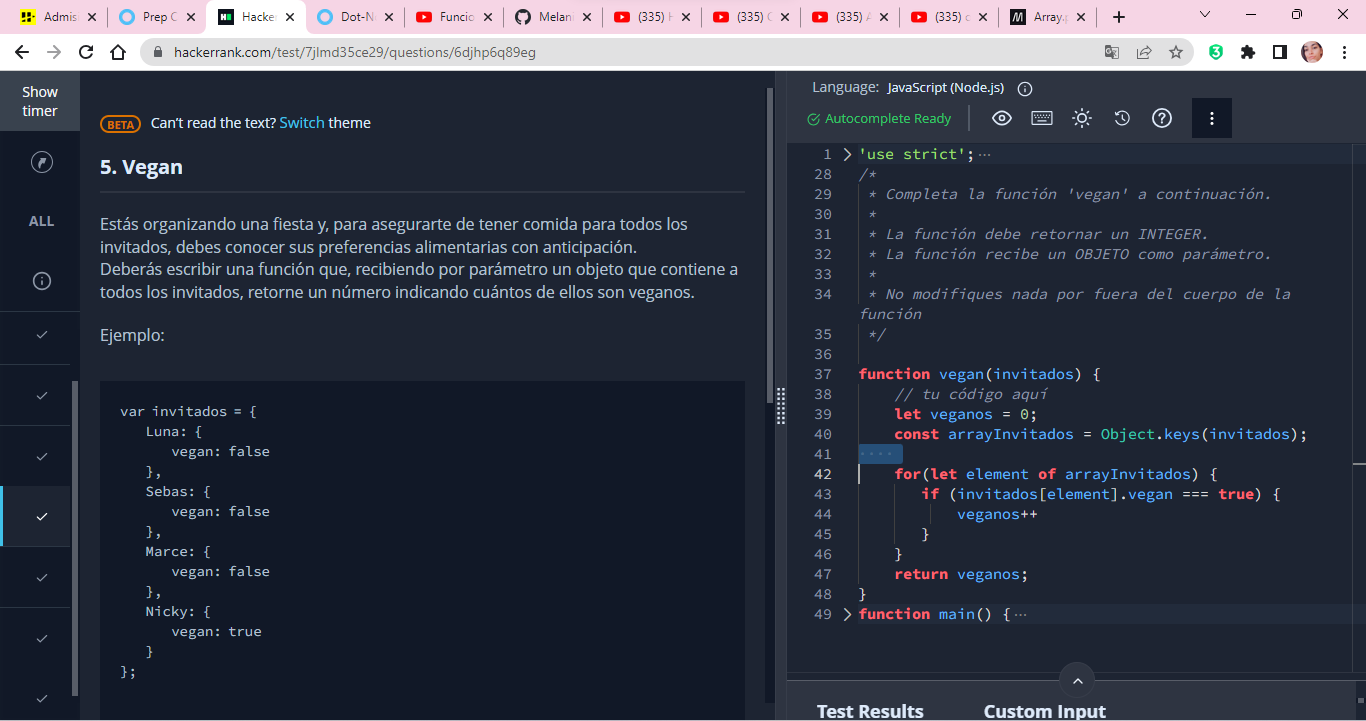 Admis
Prep C
Hacke
Dot-N
Funcio
Melan
(335) H
(335) C
(335) A
(335) c
Array.p
hackerrank.com/test/7jlmd35ce29/questions/6djhp6q89eg
Show
timer
ALL
BETA Can't read the text? Switch theme
5. Vegan
Estás organizando una fiesta y, para asegurarte de tener comida para todos los
invitados, debes conocer sus preferencias alimentarias con anticipación.
Deberás escribir una función que, recibiendo por parámetro un objeto que contiene a
todos los invitados, retorne un número indicando cuántos de ellos son veganos.
Ejemplo:
var invitados = {
Luna: {
vegan: false
},
Sebas: {
vegan: false
},
Marce: {
vegan: false
},
Nicky: {
vegan: true
}
};
Language: JavaScript (Node.js)
Autocomplete Ready
1 'use strict';
28 /*
29 * Completa la función 'vegan' a continuación.
30 *
31 * La función debe retornar un INTEGER.
32 * La función recibe un OBJETO como parámetro.
33 *
34 * No modifiques nada por fuera del cuerpo de la
función
35 */
36
37 function vegan(invitados) {
38 // tu código aquí
39 let veganos = 0;
40 const arrayInvitados = Object.keys(invitados);
41
42 for(let element of arrayInvitados) {
43 if (invitados[element].vegan === true) {
44 veganos++
45 }
46 }
47 return veganos;
48 }
49 function main() {
Test Results Custom Input